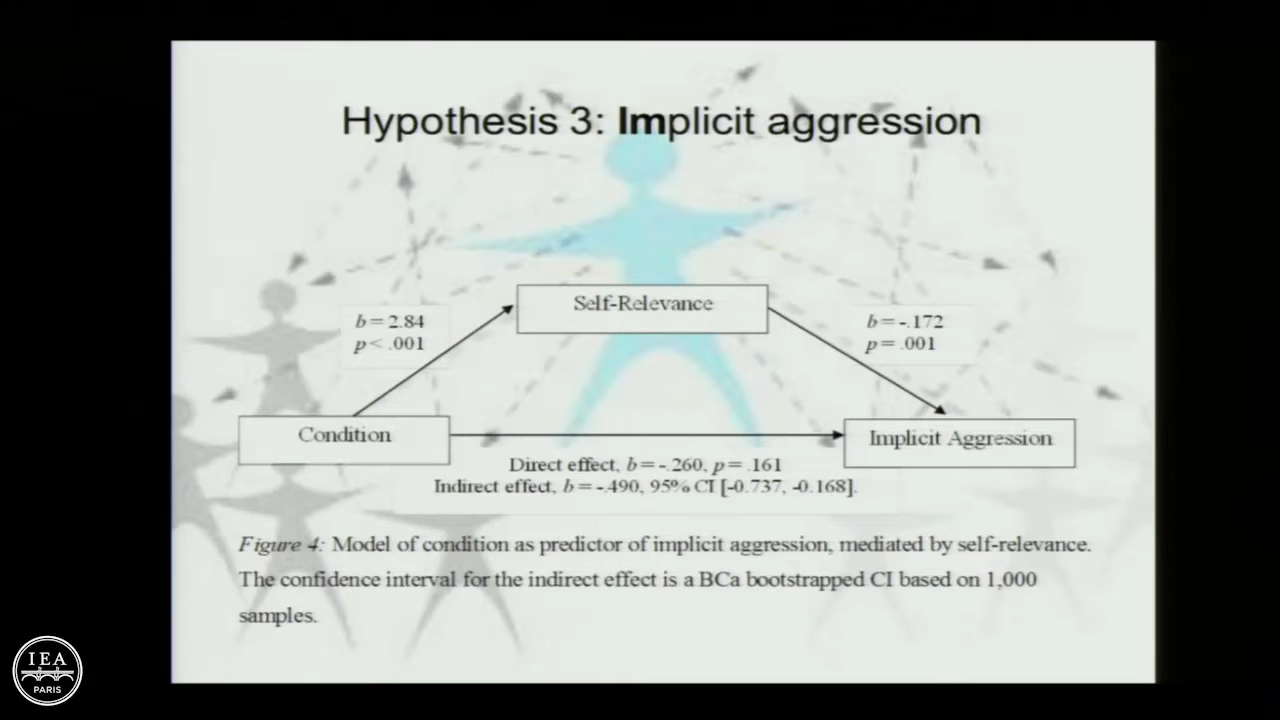 Hypothesis 3: Implicit aggression
Self-Relevance
b = 2.84
p < .001
b = -.172
p = .001
Condition
Implicit Aggression
Direct effect, b = -.260, p = .161
Indirect effect, b = -.490, 95% CI [-0.737, -0.168].
Figure 4: Model of condition as predictor of implicit aggression, mediated by self-relevance.
The confidence interval for the indirect effect is a BCa bootstrapped CI based on 1,000
samples.
IEA
PARIS